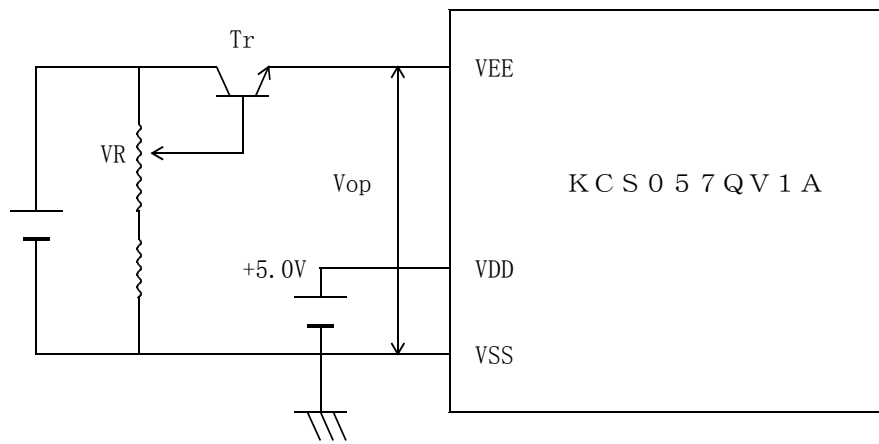 Tr
VEE
VR
Vop
ＫＣＳ０５７ＱＶ１Ａ
+5.0V
VDD
VSS